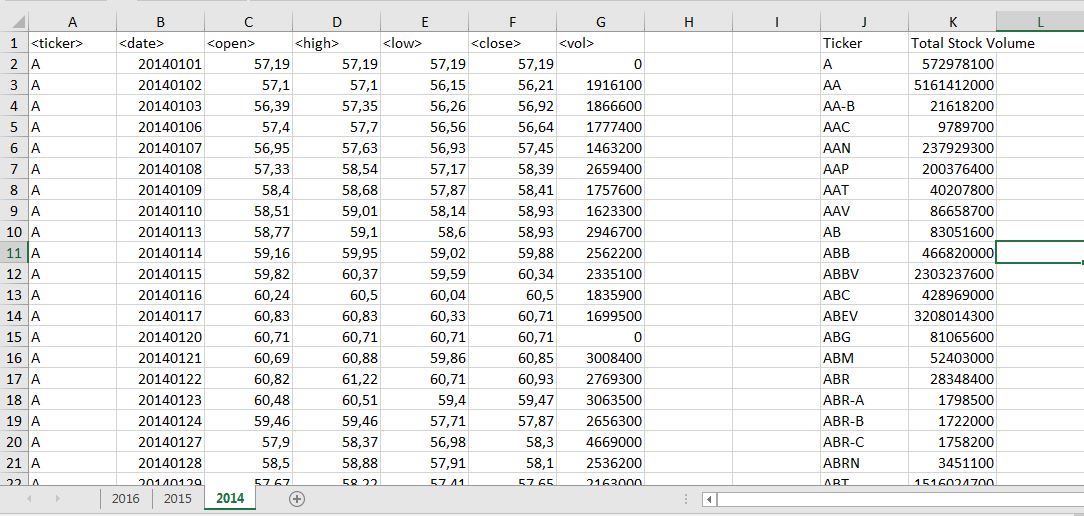 A B C D E F G H I J K L
1 <ticker> <date> <open> <high> <low> <close> <vol> Ticker Total Stock Volume
2 A 20140101 57,19 57,19 57,19 57,19 0 A 572978100
3 A 20140102 57,1 57,1 56,15 56,21 1916100 AA 5161412000
4 A 20140103 56,39 57,35 56,26 56,92 1866600 AA-B 21618200
5 A 20140106 57,4 57,7 56,56 56,64 1777400 AAC 9789700
6 A 20140107 56,95 57,63 56,93 57,45 1463200 AAN 237929300
7 A 20140108 57,33 58,54 57,17 58,39 2659400 AAP 200376400
8 A 20140109 58,4 58,68 57,87 58,41 1757600 AAT 40207800
9 A 20140110 58,51 59,01 58,14 58,93 1623300 AAV 86658700
10 A 20140113 58,77 59,1 58,6 58,93 2946700 AB 83051600
11 A 20140114 59,16 59,95 59,02 59,88 2562200 ABB 466820000
12 A 20140115 59,82 60,37 59,59 60,34 2335100 ABBV 2303237600
13 A 20140116 60,24 60,5 60,04 60,5 1835900 ABC 428969000
14 A 20140117 60,83 60,83 60,33 60,71 1699500 ABEV 3208014300
15 A 20140120 60,71 60,71 60,71 60,71 0 ABG 81065600
16 A 20140121 60,69 60,88 59,86 60,85 3008400 ABM 52403000
17 A 20140122 60,82 61,22 60,71 60,93 2769300 ABR 28348400
18 A 20140123 60,48 60,51 59,4 59,47 3063500 ABR-A 1798500
19 A 20140124 59,46 59,46 57,71 57,87 2656300 ABR-B 1722000
20 A 20140127 57,9 58,37 56,98 58,3 4669000 ABR-C 1758200
21 A 20140128 58,5 58,88 57,91 58,1 2536200 ABRN 3451100
22 A 20140129 57,67 58,22 57,41 57,65 2163000 ABT 1516024700
2016 2015 2014